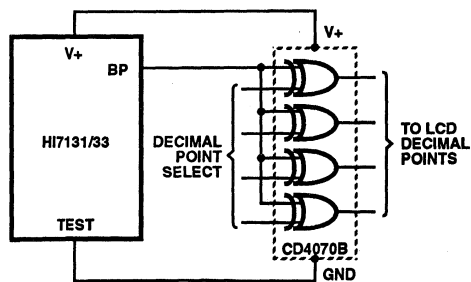 V+
V+
BP
HI7131/33
DECIMAL
POINT
SELECT
TO LCD
DECIMAL
POINTS
TEST
CD4070B
GND